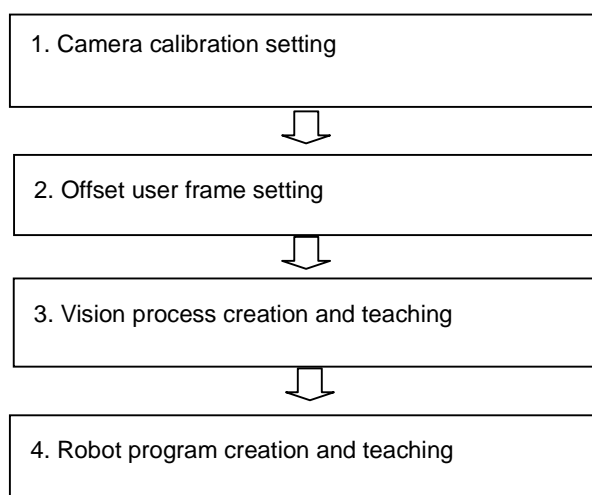 1. Camera calibration setting
2. Offset user frame setting
3. Vision process creation and teaching
4. Robot program creation and teaching